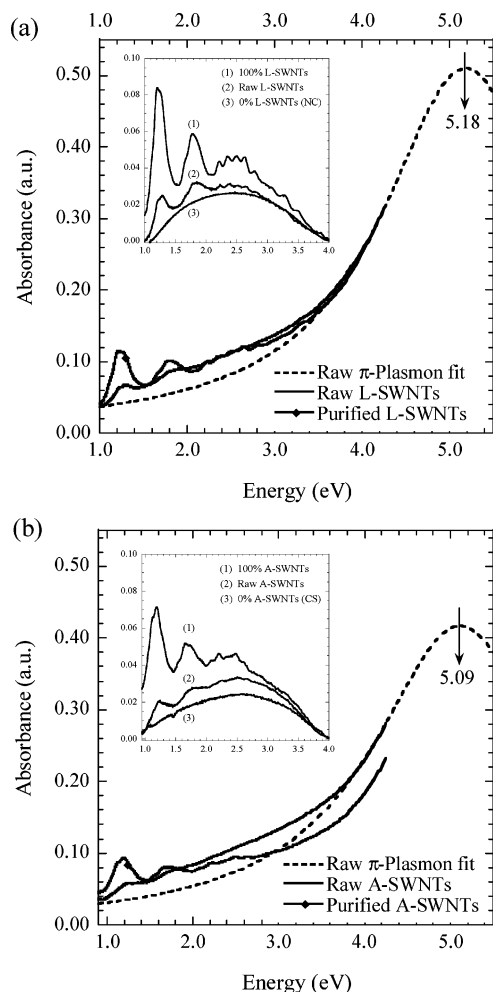 (a)
1.0 2.0 3.0 4.0 5.0
0.50
0.40
0.30
0.20
0.10
0.00
Absorbance (a.u.)
0.10
0.08
0.06
0.04
0.02
0.00
1.0 1.5 2.0 2.5 3.0 3.5 4.0
(1) 100% L-SWNTs
(2) Raw L-SWNTs
(3) 0% L-SWNTs (NC)
(1)
(2)
(3)
5.18
Raw π-Plasmon fit
Raw L-SWNTs
Purified L-SWNTs
1.0 2.0 3.0 4.0 5.0
Energy (eV)
(b)
0.50
0.40
0.30
0.20
0.10
0.00
Absorbance (a.u.)
0.10
0.08
0.06
0.04
0.02
0.00
1.0 1.5 2.0 2.5 3.0 3.5 4.0
(1) 100% A-SWNTs
(2) Raw A-SWNTs
(3) 0% A-SWNTs (CS)
(1)
(2)
(3)
5.09
Raw π-Plasmon fit
Raw A-SWNTs
Purified A-SWNTs
1.0 2.0 3.0 4.0 5.0
Energy (eV)